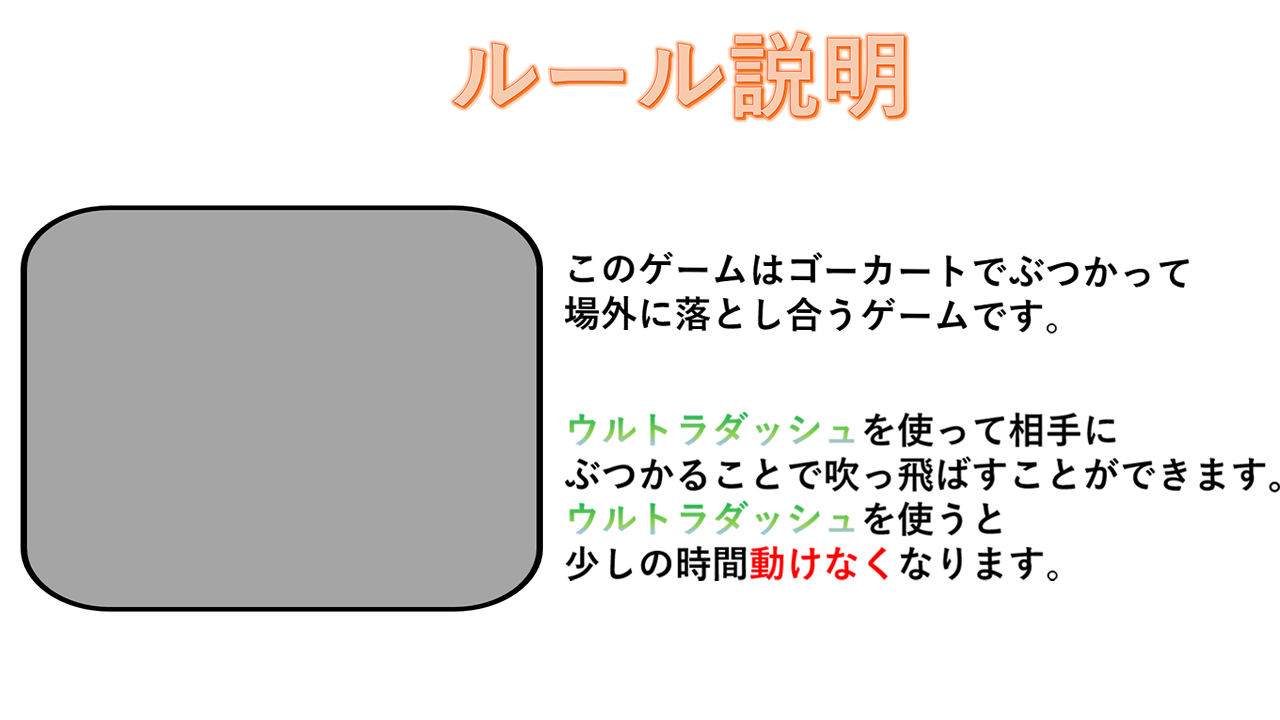 ルール説明
このゲームはゴーカートでぶつかって
場外に落とし合うゲームです。
ウルトラダッシュを使って相手に
ぶつかることで吹っ飛ばすことができます。
ウルトラダッシュを使うと
少しの時間動けなくなります。